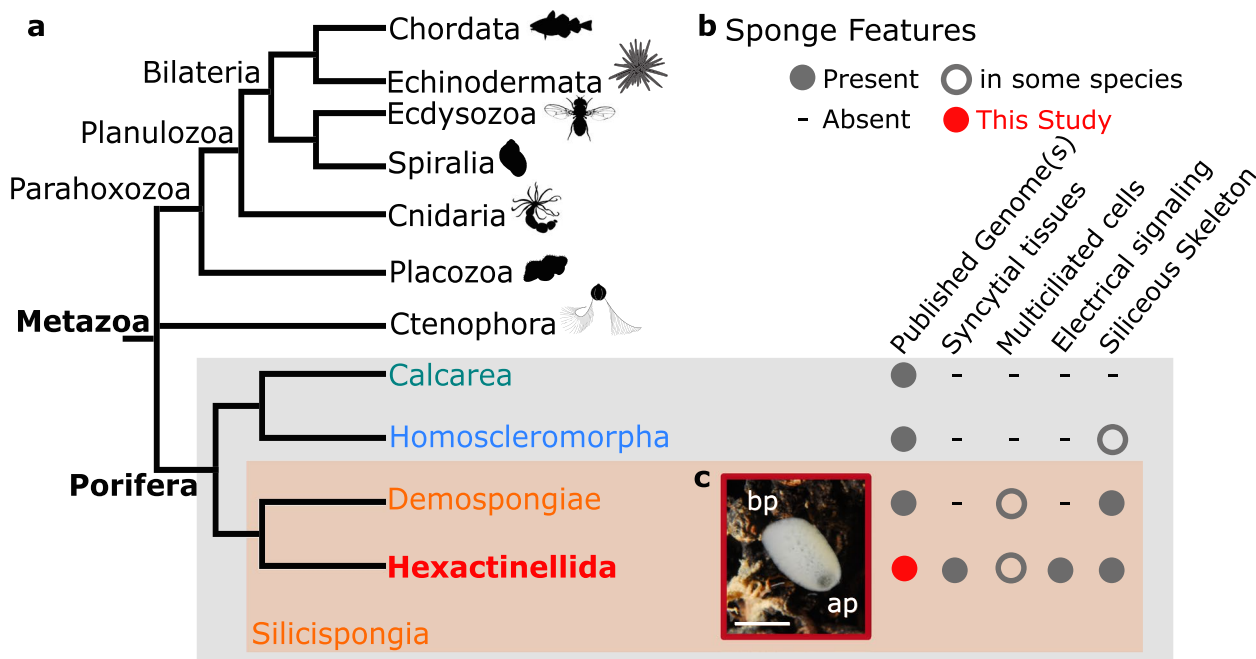 a
Chordata
Bilateria
Echinodermata
Ecdysozoa
Planulozoa
Spiralia
Parahoxozoa
Cnidaria
Placozoa
Metazoa
Ctenophora
Calcarea
Homoscleromorpha
Porifera
Demospongiae
Hexactinellida
Silicispongia
b Sponge Features
Present
in some species
- Absent
This Study
Published Genome(s)
Syncytial tissues
Multiciliated cells
Electrical signaling
Siliceous Skeleton
- - - -
- - -
- -
c
bp
ap